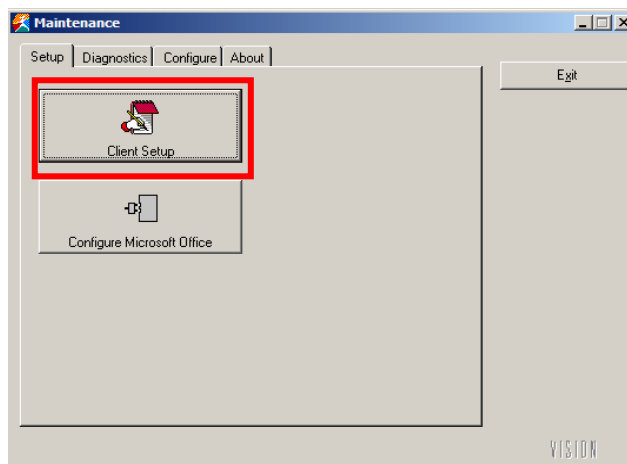 Maintenance
Setup Diagnostics Configure About
Exit
Client Setup
Configure Microsoft Office
VISION